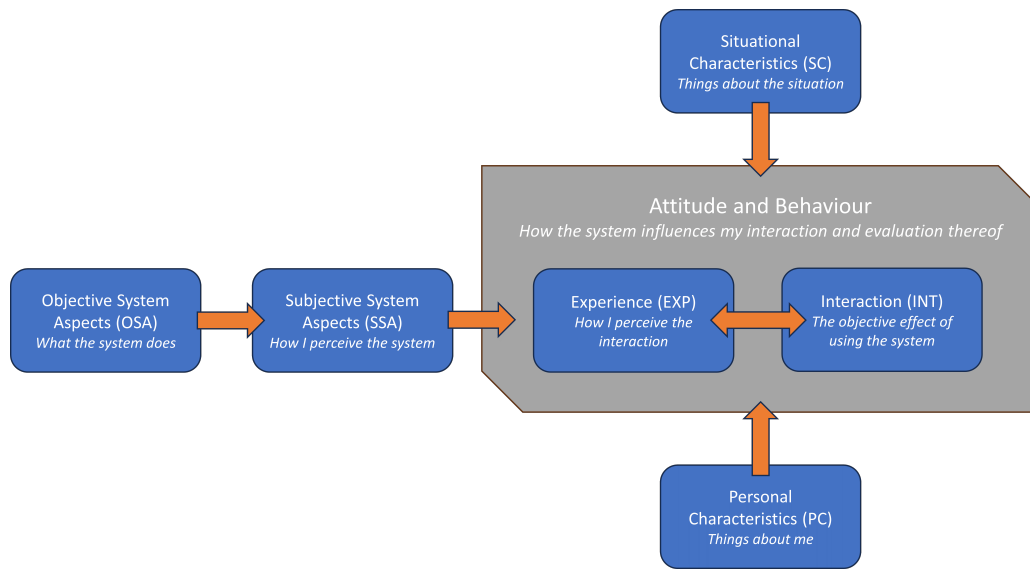 Situational
Characteristics (SC)
Things about the situation
Attitude and Behaviour
How the system influences my interaction and evaluation thereof
Objective System
Aspects (OSA)
What the system does
Subjective System
Aspects (SSA)
How I perceive the system
Experience (EXP)
How I perceive the
interaction
Interaction (INT)
The objective effect of
using the system
Personal
Characteristics (PC)
Things about me